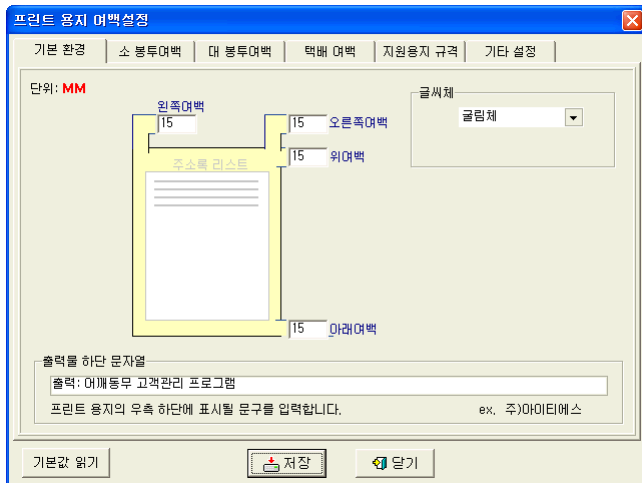 프린트 용지 여백설정
기본 환경
소 봉투여백
대 봉투여백
택배 여백
지원용지 규격
기타 설정
단위: MM
왼쪽여백
15
15
오른쪽여백
15
위여백
주소록 리스트
15
아래여백
글씨체
굴림체
출력물 하단 문자열
출력: 어깨동무 고객관리 프로그램
프린트 용지의 우측 하단에 표시될 문구를 입력합니다.
ex. 주)아이티에스
기본값 읽기
저장
닫기